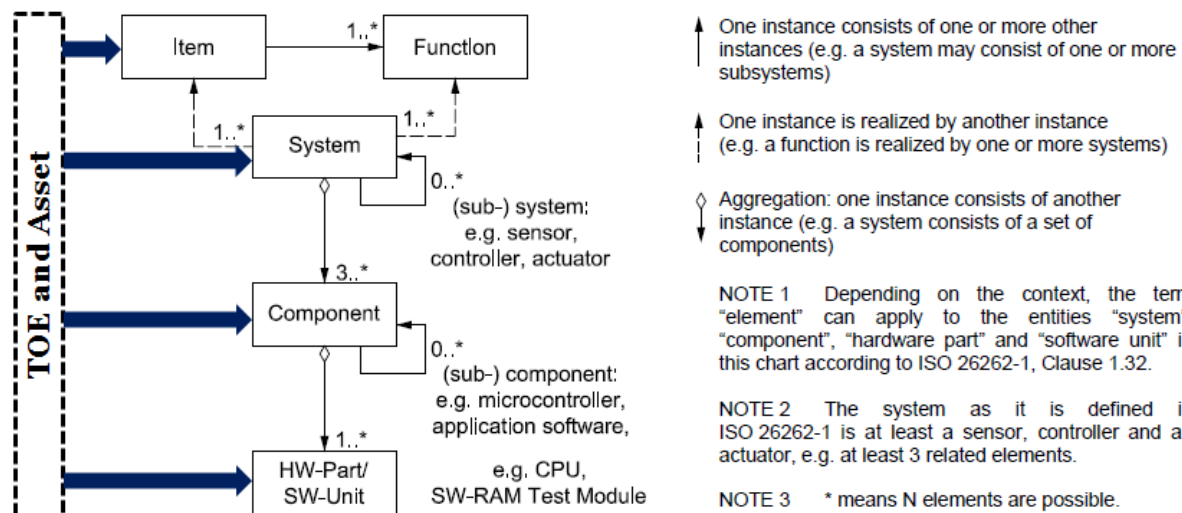 TOE and Asset
Item
1..*
Function
1..*
1..*
System
0..*
(sub-) system:
e.g. sensor,
controller, actuator
3..*
Component
0..*
(sub-) component:
e.g. microcontroller,
application software,
1..*
HW-Part/
SW-Unit
e.g. CPU,
SW-RAM Test Module
One instance consists of one or more other
instances (e.g. a system may consist of one or more
subsystems)
One instance is realized by another instance
(e.g. a function is realized by one or more systems)
Aggregation: one instance consists of another
instance (e.g. a system consists of a set of
components)
NOTE 1 Depending on the context, the term
"element" can apply to the entities "system"
"component", "hardware part" and "software unit" i
this chart according to ISO 26262-1, Clause 1.32.
NOTE 2 The system as it is defined i
ISO 26262-1 is at least a sensor, controller and a
actuator, e.g. at least 3 related elements.
NOTE 3 * means N elements are possible.